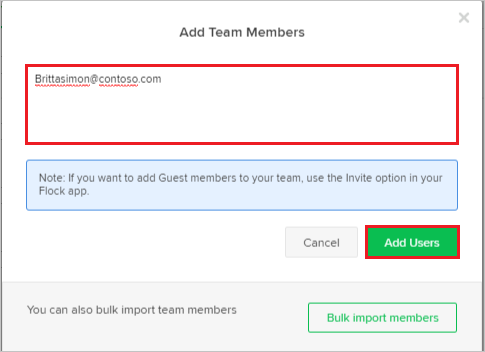 Add Team Members
Brittasimon@contoso.com
Note: If you want to add Guest members to your team, use the Invite option in your
Flock app.
Cancel
Add Users
You can also bulk import team members
Bulk import members